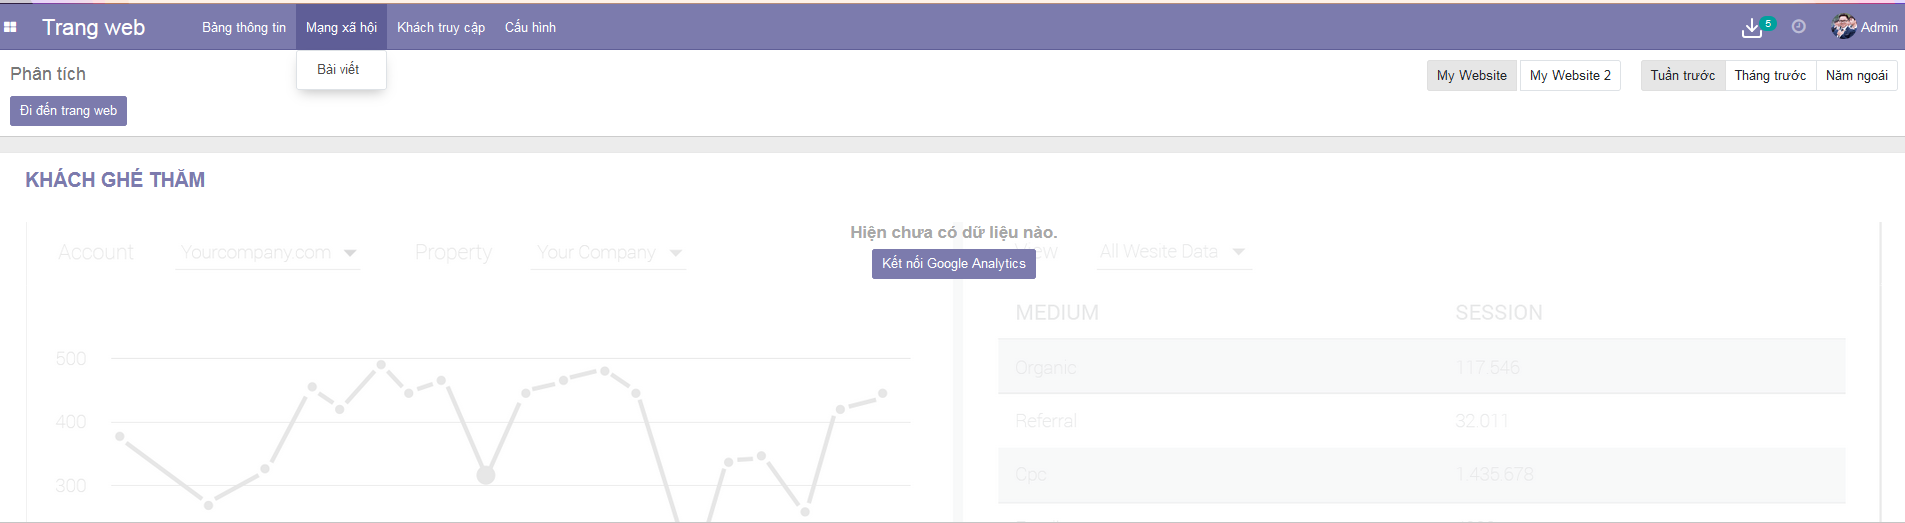 Trang web Bảng thông tin Mạng xã hội Khách truy cập Cấu hình 5 Admin
Bài viết
Phân tích My Website My Website 2 Tuần trước Tháng trước Năm ngoái
Đi đến trang web
KHÁCH GHÉ THĂM
Hiện chưa có dữ liệu nào.
Account Yourcompany.com Property Your Company View All Wesite Data
Kết nối Google Analytics
MEDIUM SESSION
500
Organic 117.546
400
Referral 32.011
Cpc 1.435.678
300